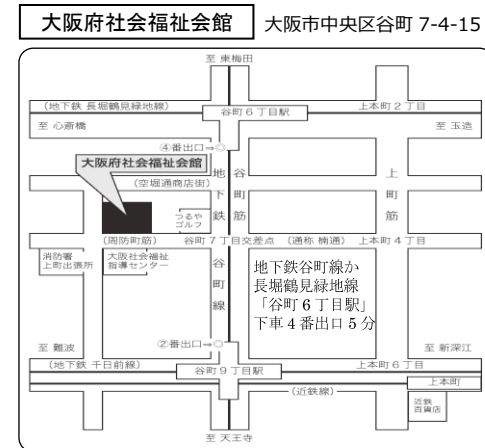 大阪府社会福祉会館
大阪市中央区谷町 7-4-15
至 東梅田
(地下鉄 長堀鶴見緑地線)
谷町6丁目駅
上本町2丁目
至 心斎橋
至 玉造
④番出口→○
大阪府社会福祉会館
(空堀通商店街)
地下鉄
谷町筋
上町筋
つるや
ゴルフ
(周防町筋)
谷町7丁目交差点
(通称 楠通)
上本町4丁目
消防署
上町出張所
大阪社会福祉
指導センター
谷町線
地下鉄谷町線か
長堀鶴見緑地線
「谷町6丁目駅」
下車4番出口5分
②番出口→○
至 難波
至 新深江
(地下鉄 千日前線)
谷町9丁目駅
上本町6丁目
(近鉄線)
上本町
近鉄
百貨店
至 天王寺